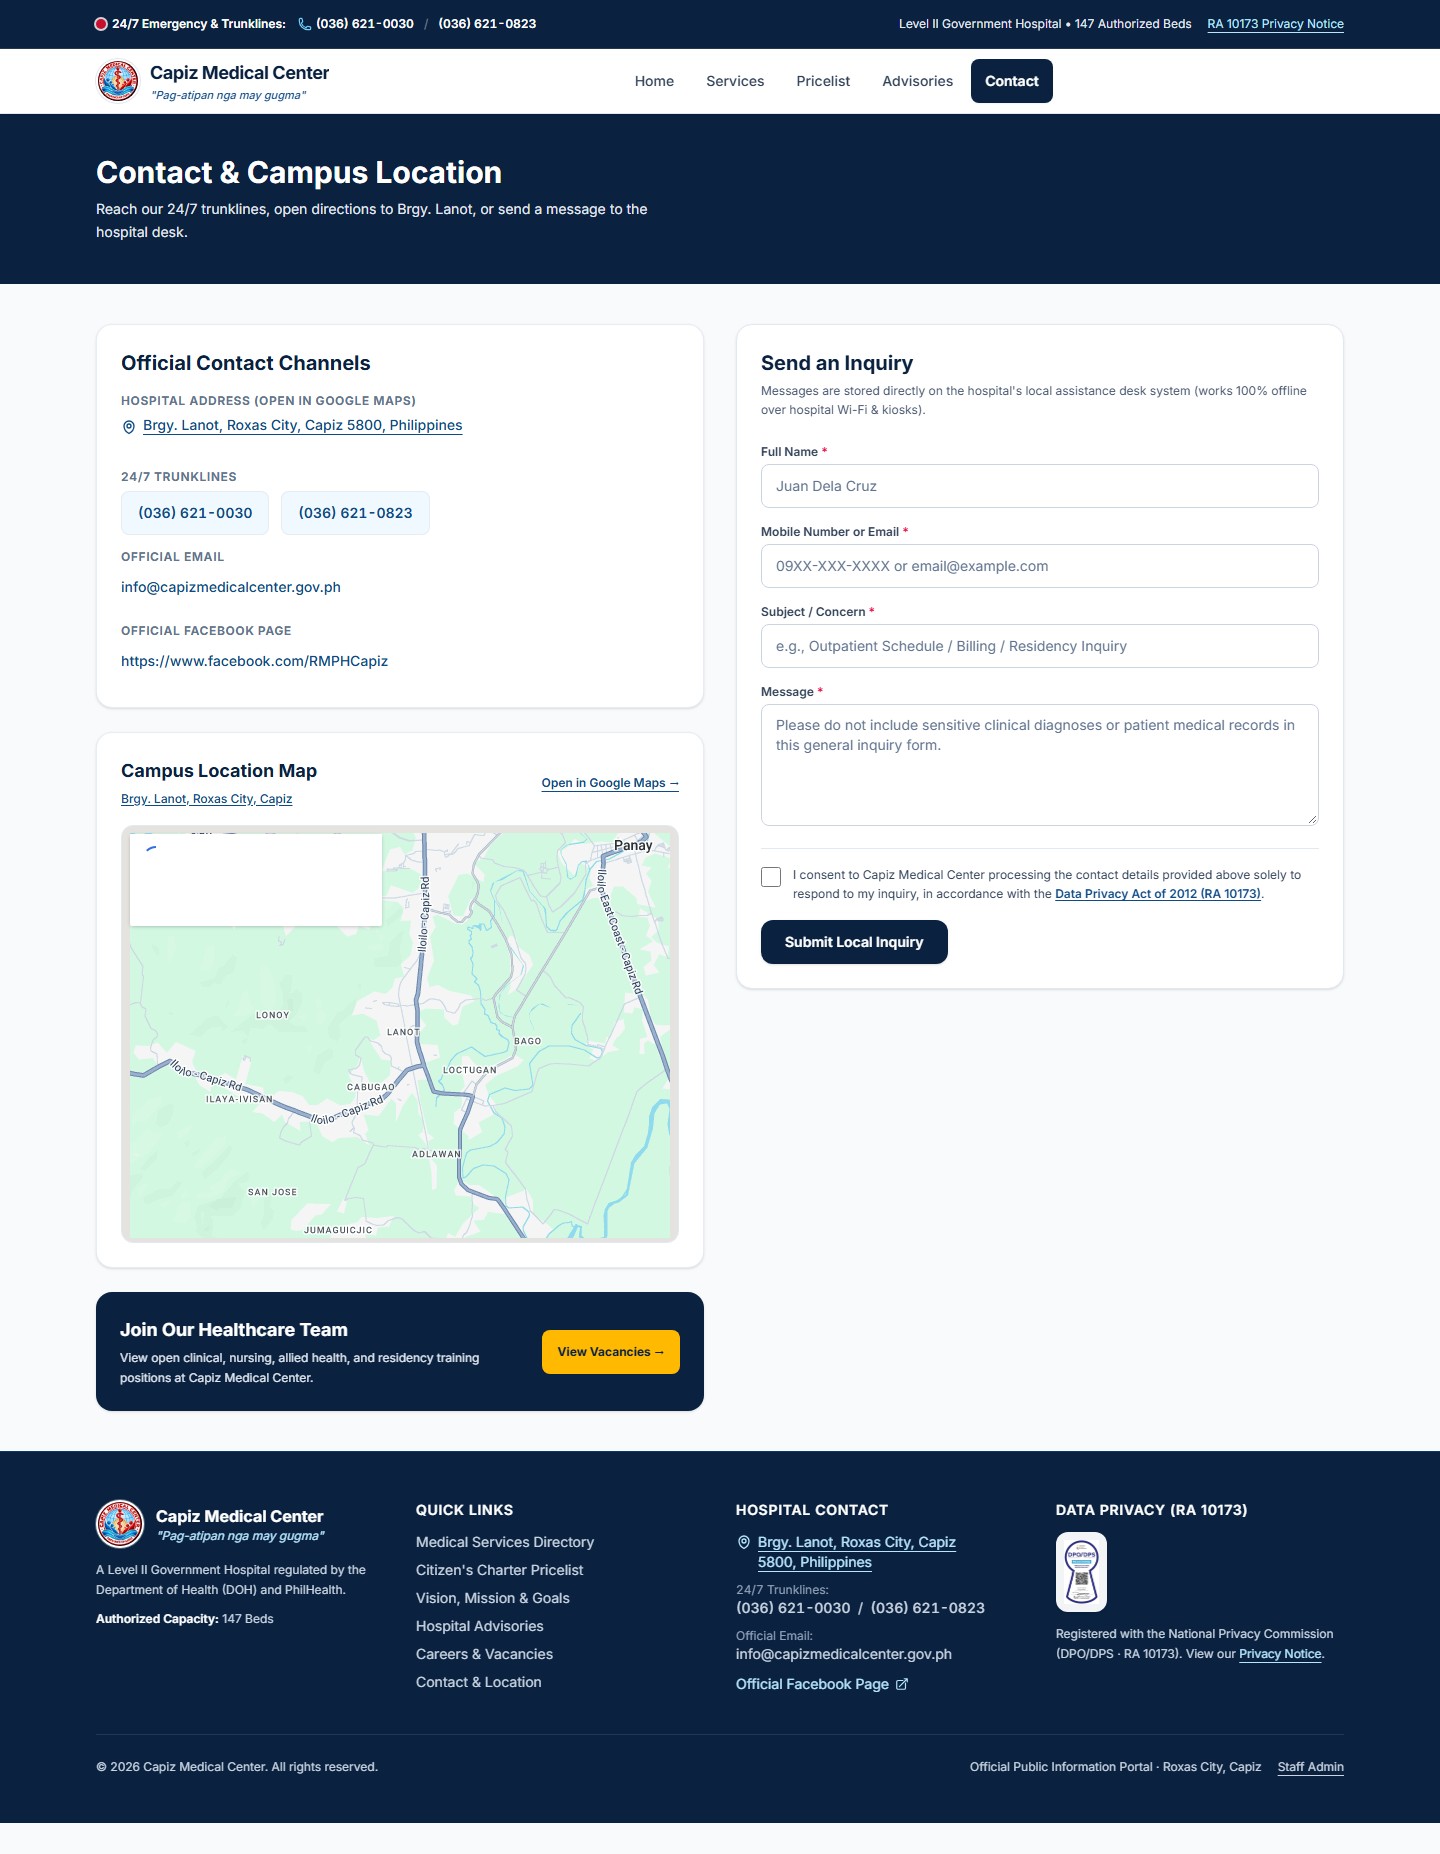 24/7 Emergency & Trunklines: (036) 621-0030 / (036) 621-0823
Level II Government Hospital • 147 Authorized Beds RA 10173 Privacy Notice
Capiz Medical Center
"Pag-atipan nga may gugma"
Home Services Pricelist Advisories Contact
Contact & Campus Location
Reach our 24/7 trunklines, open directions to Brgy. Lanot, or send a message to the
hospital desk.
Official Contact Channels
HOSPITAL ADDRESS (OPEN IN GOOGLE MAPS)
Brgy. Lanot, Roxas City, Capiz 5800, Philippines
24/7 TRUNKLINES
(036) 621-0030 (036) 621-0823
OFFICIAL EMAIL
info@capizmedicalcenter.gov.ph
OFFICIAL FACEBOOK PAGE
https://www.facebook.com/RMPHCapiz
Campus Location Map
Brgy. Lanot, Roxas City, Capiz
Open in Google Maps →
Panay
Iloilo - Capiz Rd
Iloilo East Coast - Capiz Rd
LONOY
LANOT
BAGO
LOCTUGAN
Iloilo - Capiz Rd
CABUGAO
ILAYA-IVISAN
Iloilo - Capiz Rd
ADLAWAN
SAN JOSE
JUMAGUICJIC
Join Our Healthcare Team
View open clinical, nursing, allied health, and residency training
positions at Capiz Medical Center.
View Vacancies →
Send an Inquiry
Messages are stored directly on the hospital's local assistance desk system (works 100% offline
over hospital Wi-Fi & kiosks).
Full Name *
Juan Dela Cruz
Mobile Number or Email *
09XX-XXX-XXXX or email@example.com
Subject / Concern *
e.g., Outpatient Schedule / Billing / Residency Inquiry
Message *
Please do not include sensitive clinical diagnoses or patient medical records in
this general inquiry form.
I consent to Capiz Medical Center processing the contact details provided above solely to
respond to my inquiry, in accordance with the Data Privacy Act of 2012 (RA 10173).
Submit Local Inquiry
Capiz Medical Center
"Pag-atipan nga may gugma"
A Level II Government Hospital regulated by the
Department of Health (DOH) and PhilHealth.
Authorized Capacity: 147 Beds
QUICK LINKS
Medical Services Directory
Citizen's Charter Pricelist
Vision, Mission & Goals
Hospital Advisories
Careers & Vacancies
Contact & Location
HOSPITAL CONTACT
Brgy. Lanot, Roxas City, Capiz
5800, Philippines
24/7 Trunklines:
(036) 621-0030 / (036) 621-0823
Official Email:
info@capizmedicalcenter.gov.ph
Official Facebook Page
DATA PRIVACY (RA 10173)
DPO/DPS
Registered with the National Privacy Commission
(DPO/DPS · RA 10173). View our Privacy Notice.
© 2026 Capiz Medical Center. All rights reserved.
Official Public Information Portal · Roxas City, Capiz Staff Admin